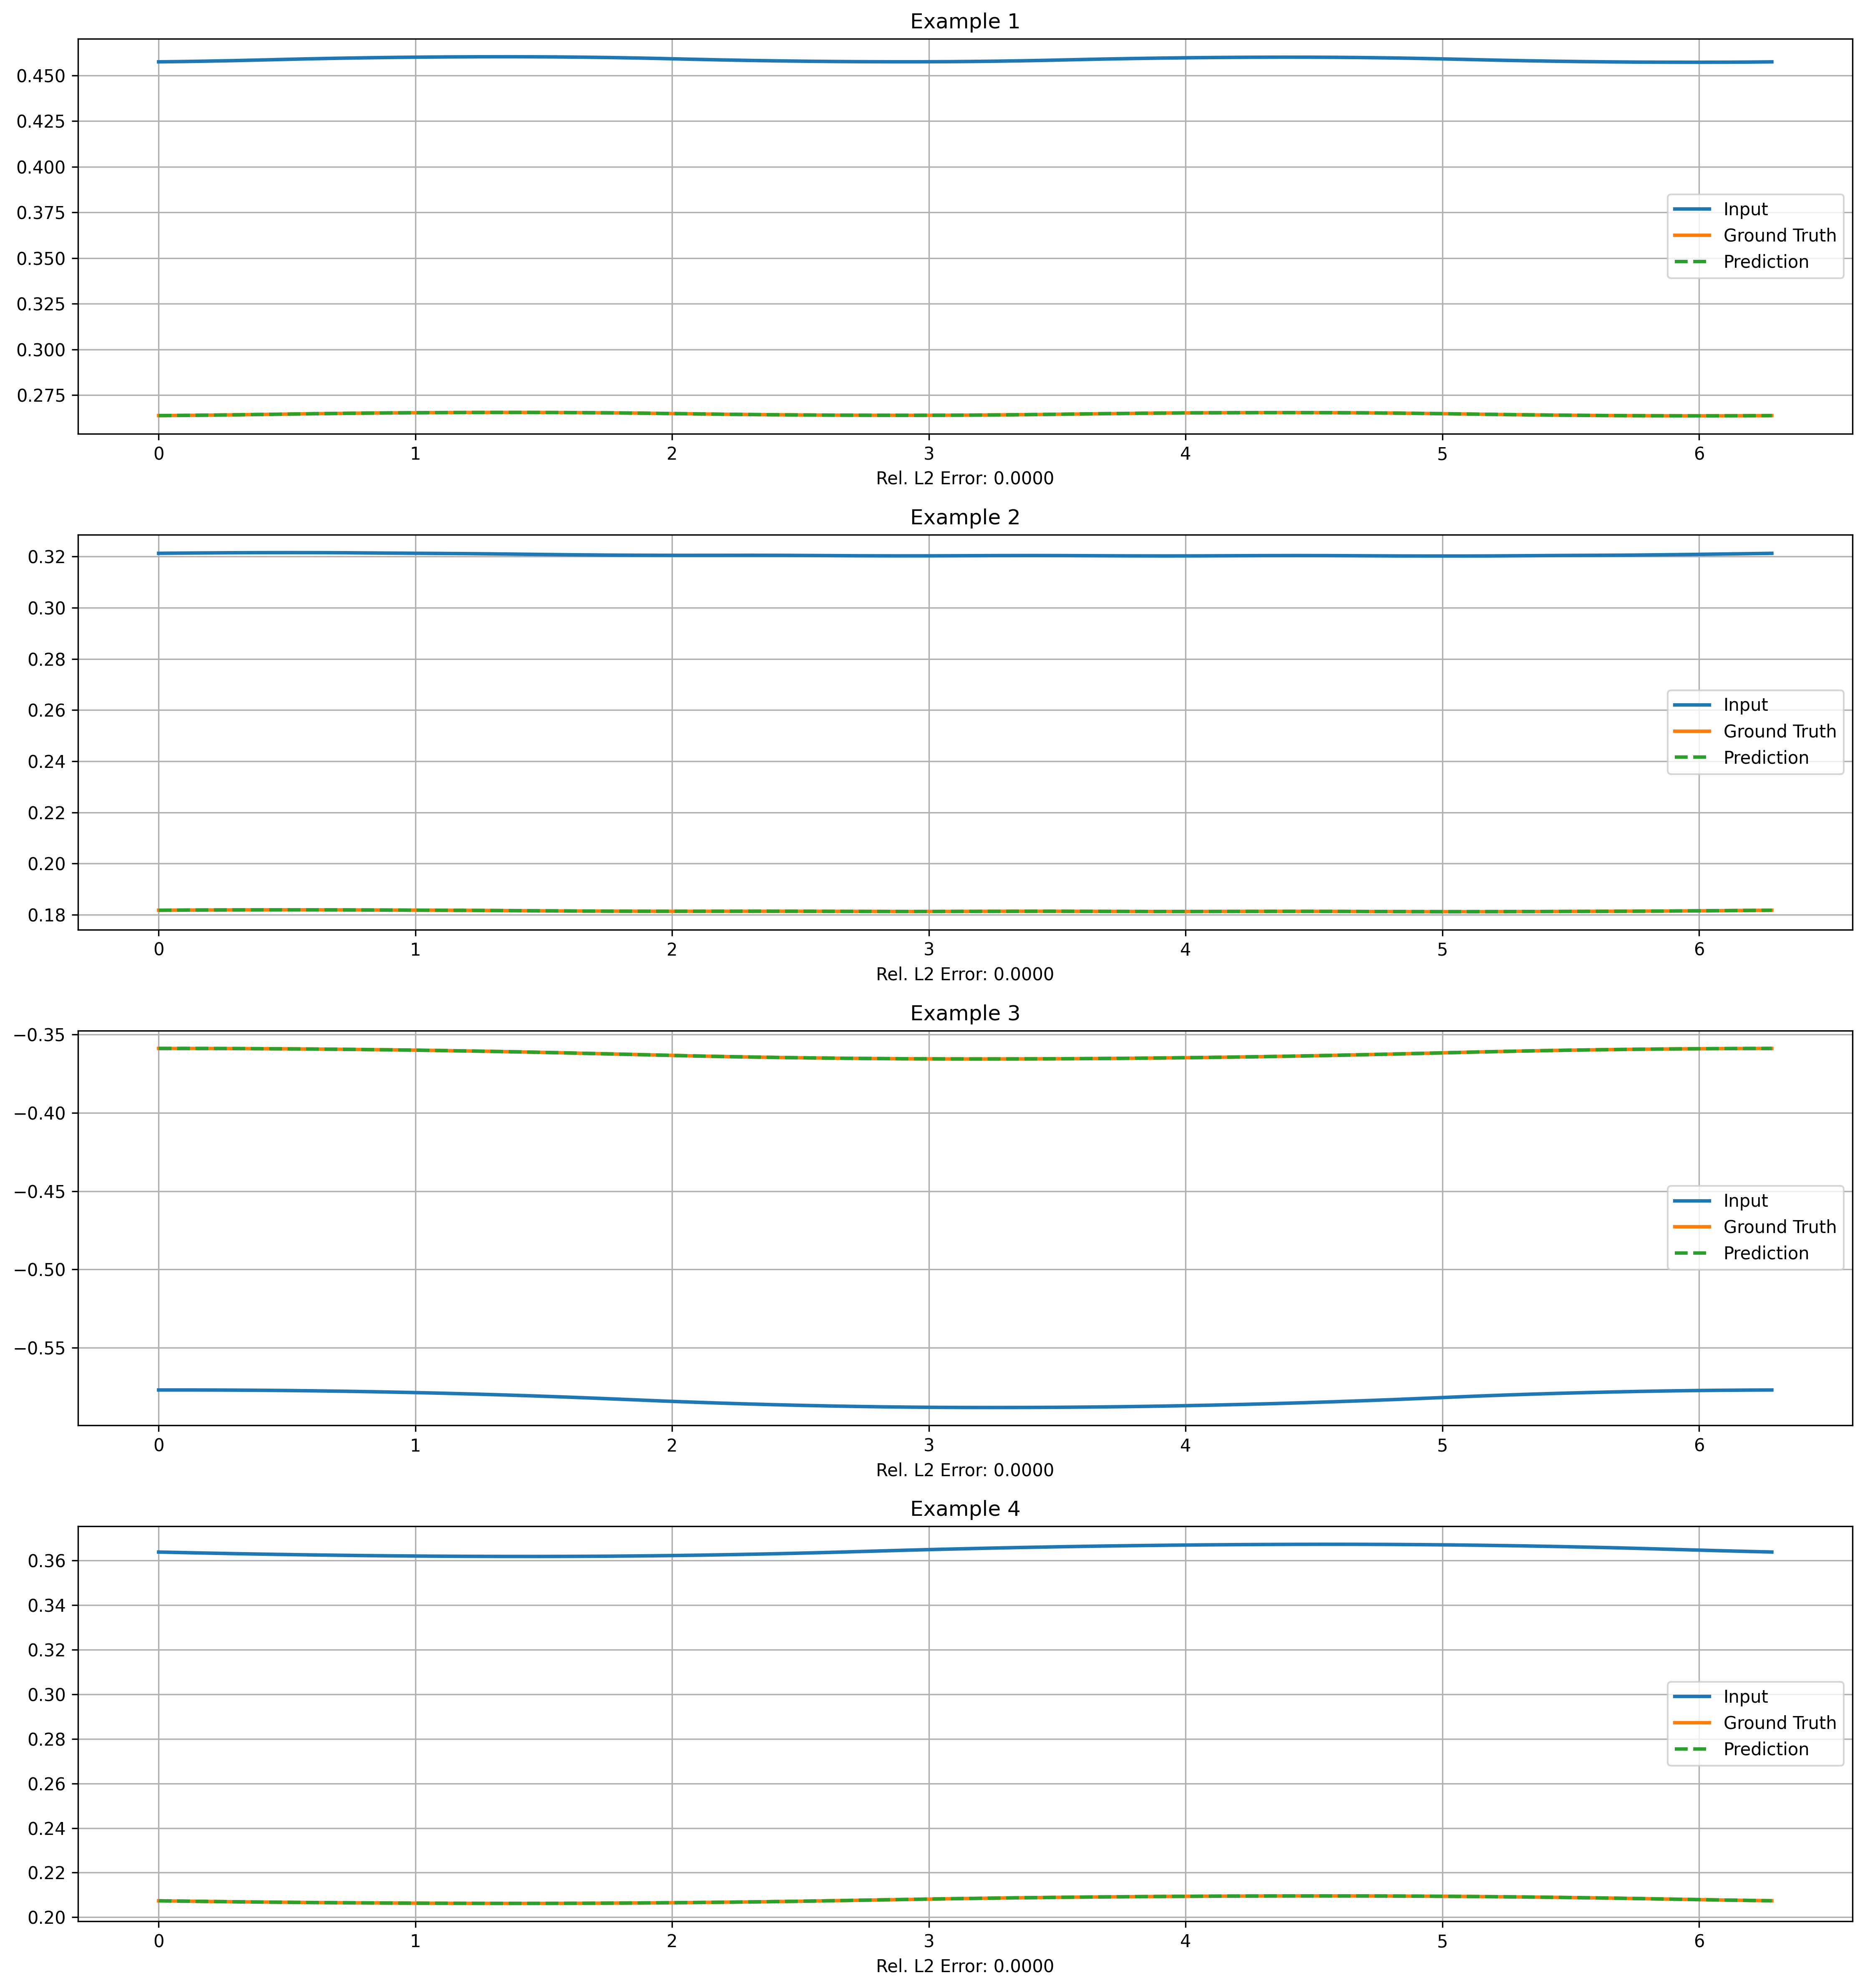 Example 1
0.450
0.425
0.400
0.375
0.350
0.325
0.300
0.275
Input
Ground Truth
Prediction
0 1 2 3 4 5 6
Rel. L2 Error: 0.0000
Example 2
0.32
0.30
0.28
0.26
0.24
0.22
0.20
0.18
Input
Ground Truth
Prediction
0 1 2 3 4 5 6
Rel. L2 Error: 0.0000
Example 3
−0.35
−0.40
−0.45
−0.50
−0.55
Input
Ground Truth
Prediction
0 1 2 3 4 5 6
Rel. L2 Error: 0.0000
Example 4
0.36
0.34
0.32
0.30
0.28
0.26
0.24
0.22
0.20
Input
Ground Truth
Prediction
0 1 2 3 4 5 6
Rel. L2 Error: 0.0000